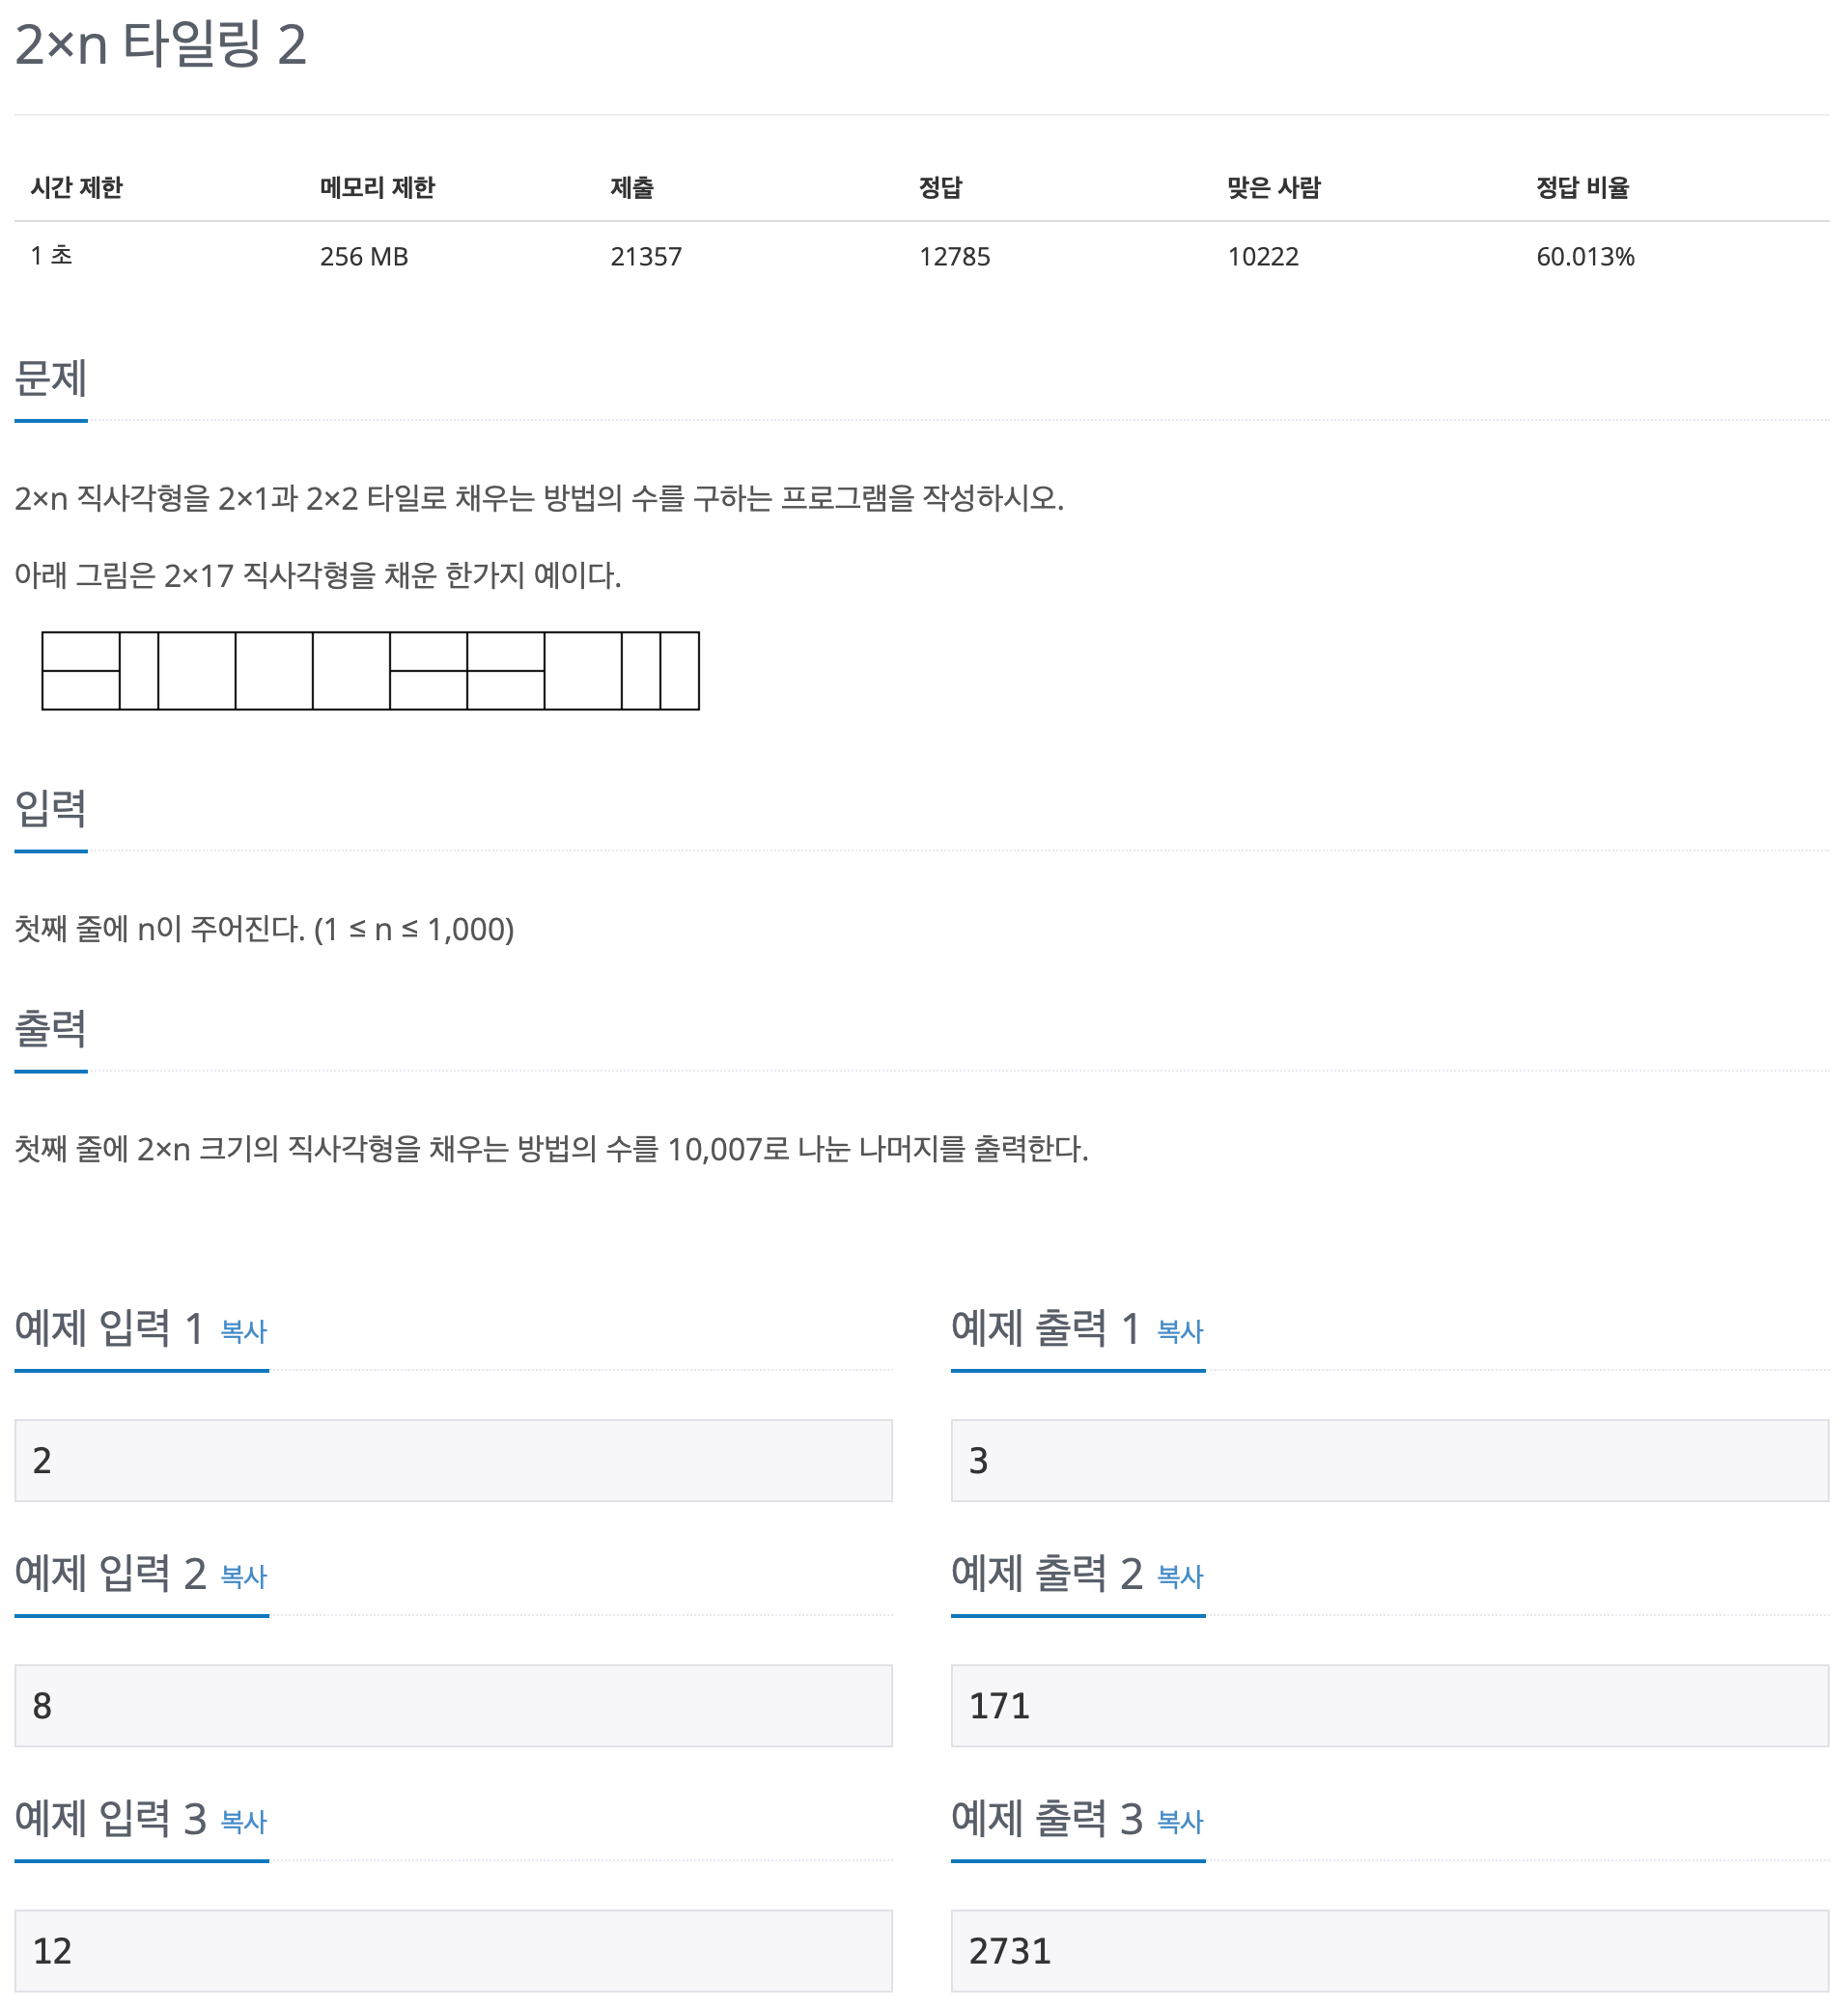 2×n 타일링 2
시간 제한 메모리 제한 제출 정답 맞은 사람 정답 비율
1 초 256 MB 21357 12785 10222 60.013%
문제
2×n 직사각형을 2×1과 2×2 타일로 채우는 방법의 수를 구하는 프로그램을 작성하시오.
아래 그림은 2×17 직사각형을 채운 한가지 예이다.
입력
첫째 줄에 n이 주어진다. (1 ≤ n ≤ 1,000)
출력
첫째 줄에 2×n 크기의 직사각형을 채우는 방법의 수를 10,007로 나눈 나머지를 출력한다.
예제 입력 1 복사 예제 출력 1 복사
2 3
예제 입력 2 복사 예제 출력 2 복사
8 171
예제 입력 3 복사 예제 출력 3 복사
12 2731